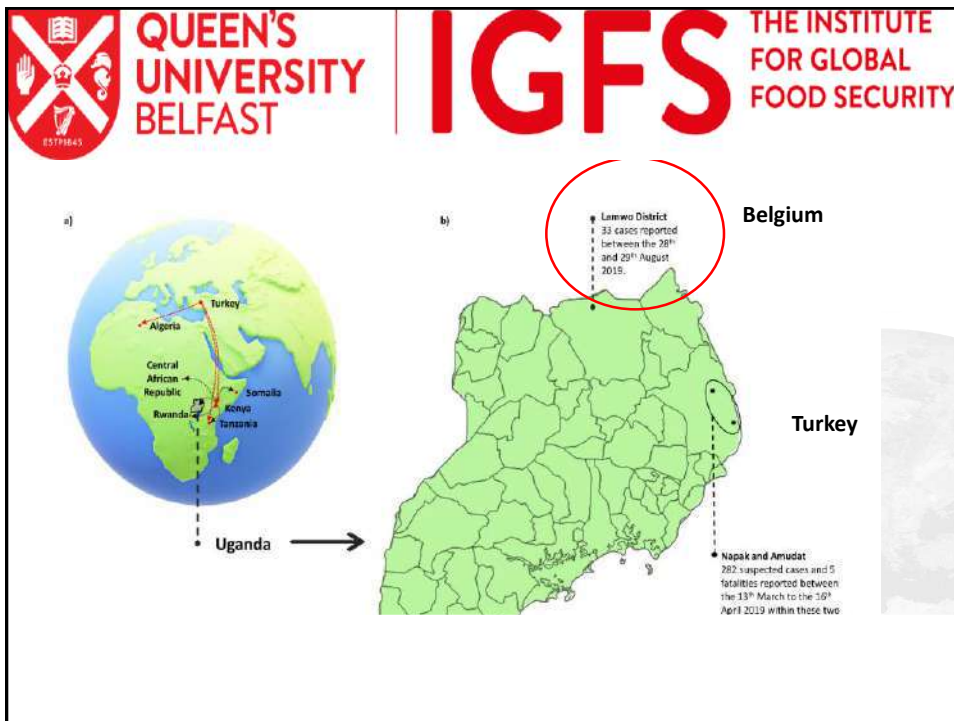 QUEEN'S
UNIVERSITY
BELFAST
ESTD1845
IGFS
THE INSTITUTE
FOR GLOBAL
FOOD SECURITY
a)
Turkey
Algeria
Central
African
Republic
Somalia
Rwanda
Kenya
Tanzania
Uganda
b)
Lamwo District
33 cases reported
between the 28th
and 29th August
2019.
Belgium
Turkey
Napak and Amudat
282 suspected cases and 5
fatalities reported between
the 13th March to the 16th
April 2019 within these two